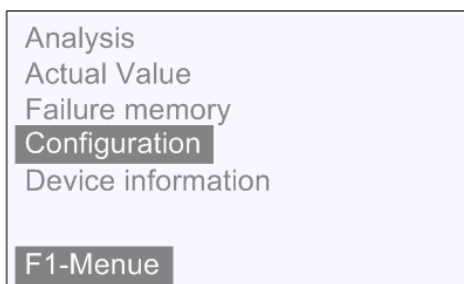 Analysis
Actual Value
Failure memory
Configuration
Device information
F1-Menue